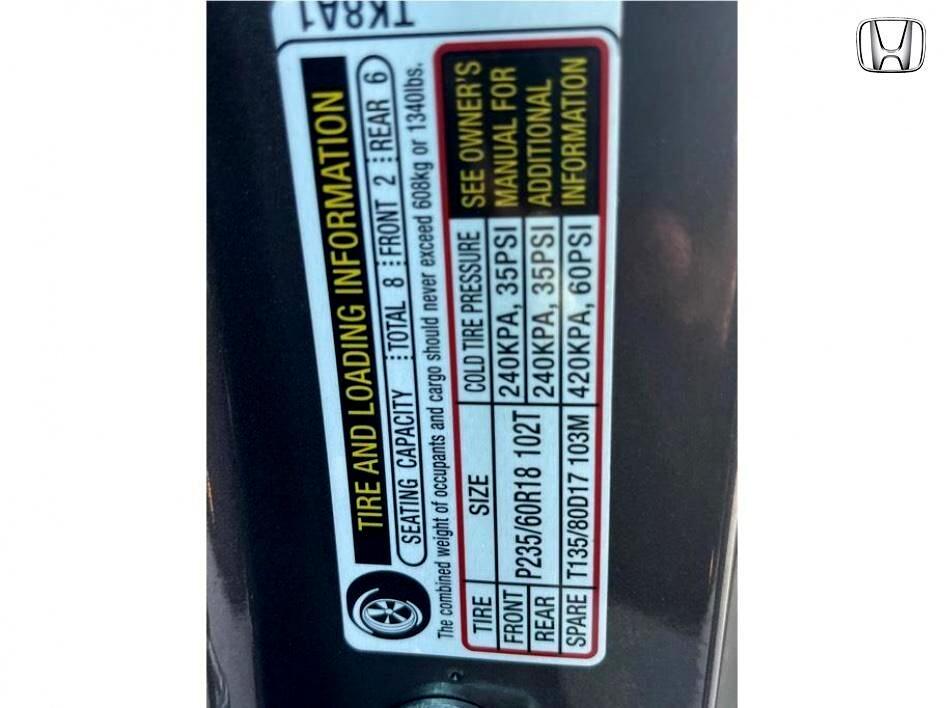 TK8A1
TIRE AND LOADING INFORMATION
SEATING CAPACITY TOTAL 8 FRONT 2 REAR 6
The combined weight of occupants and cargo should never exceed 608kg or 1340lbs.
TIRE SIZE COLD TIRE PRESSURE SEE OWNER'S
FRONT P235/60R18 102T 240KPA, 35PSI MANUAL FOR
REAR 240KPA, 35PSI ADDITIONAL
SPARE T135/80D17 103M 420KPA, 60PSI INFORMATION